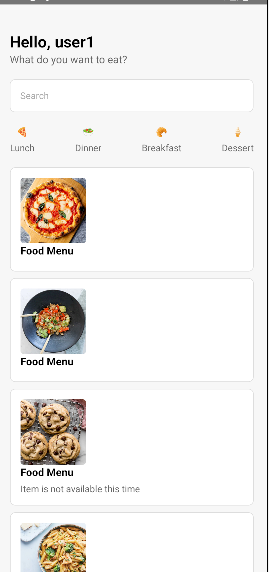 Hello, user1
What do you want to eat?
Search
Lunch Dinner Breakfast Dessert
Food Menu
Food Menu
Food Menu
Item is not available this time